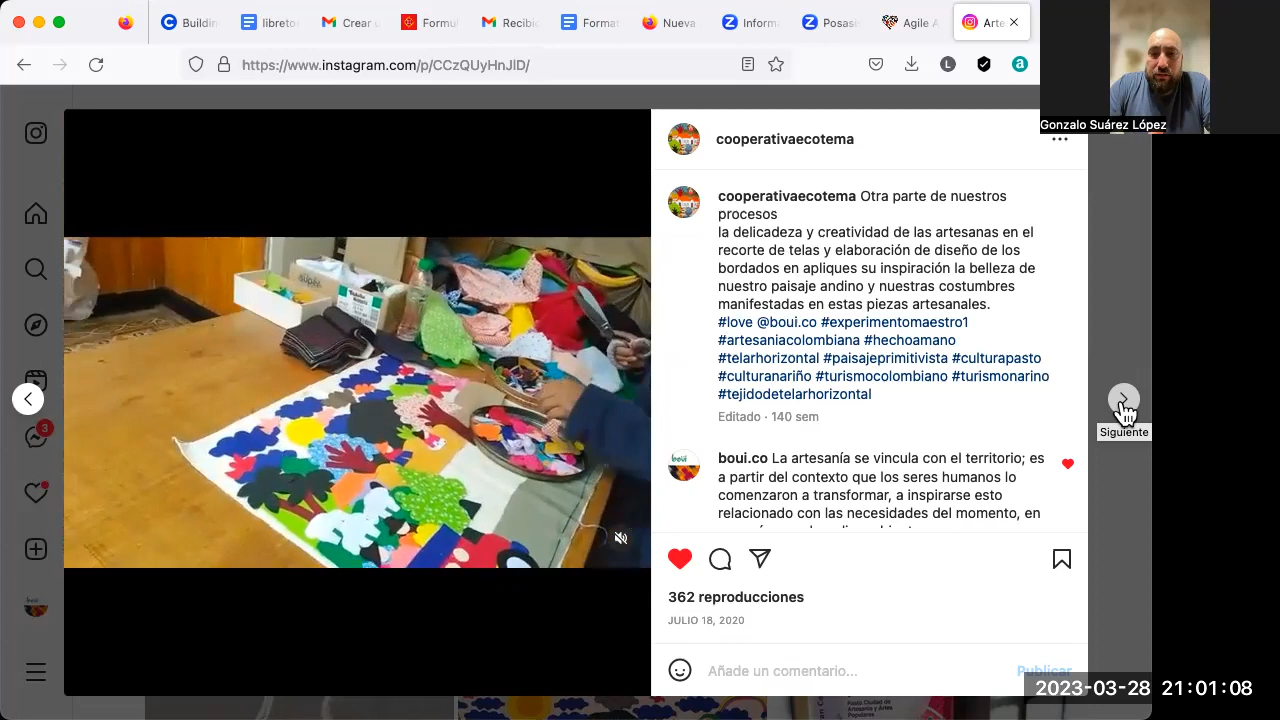 Buildin
libreto
Crear u
Formul
Recibid
Format
Nueva
Inform
Posasi
Agile A
Arte
https://www.instagram.com/p/CCzQUyHnJlD/
L
a
Gonzalo Suárez López
cooperativaecotema
cooperativaecotema Otra parte de nuestros
procesos
la delicadeza y creatividad de las artesanas en el
recorte de telas y elaboración de diseño de los
bordados en apliques su inspiración la belleza de
nuestro paisaje andino y nuestras costumbres
manifestadas en estas piezas artesanales.
#love @boui.co #experimentomaestro1
#artesaniacolombiana #hechoamano
#telarhorizontal #paisajeprimitivista #culturapasto
#culturanariño #turismocolombiano #turismonarino
#tejidodetelarhorizontal
Editado · 140 sem
boui
boui.co La artesanía se vincula con el territorio; es
a partir del contexto que los seres humanos lo
comenzaron a transformar, a inspirarse esto
relacionado con las necesidades del momento, en
3
Siguiente
362 reproducciones
JULIO 18, 2020
Añade un comentario...
Publicar
2023-03-28 21:01:08